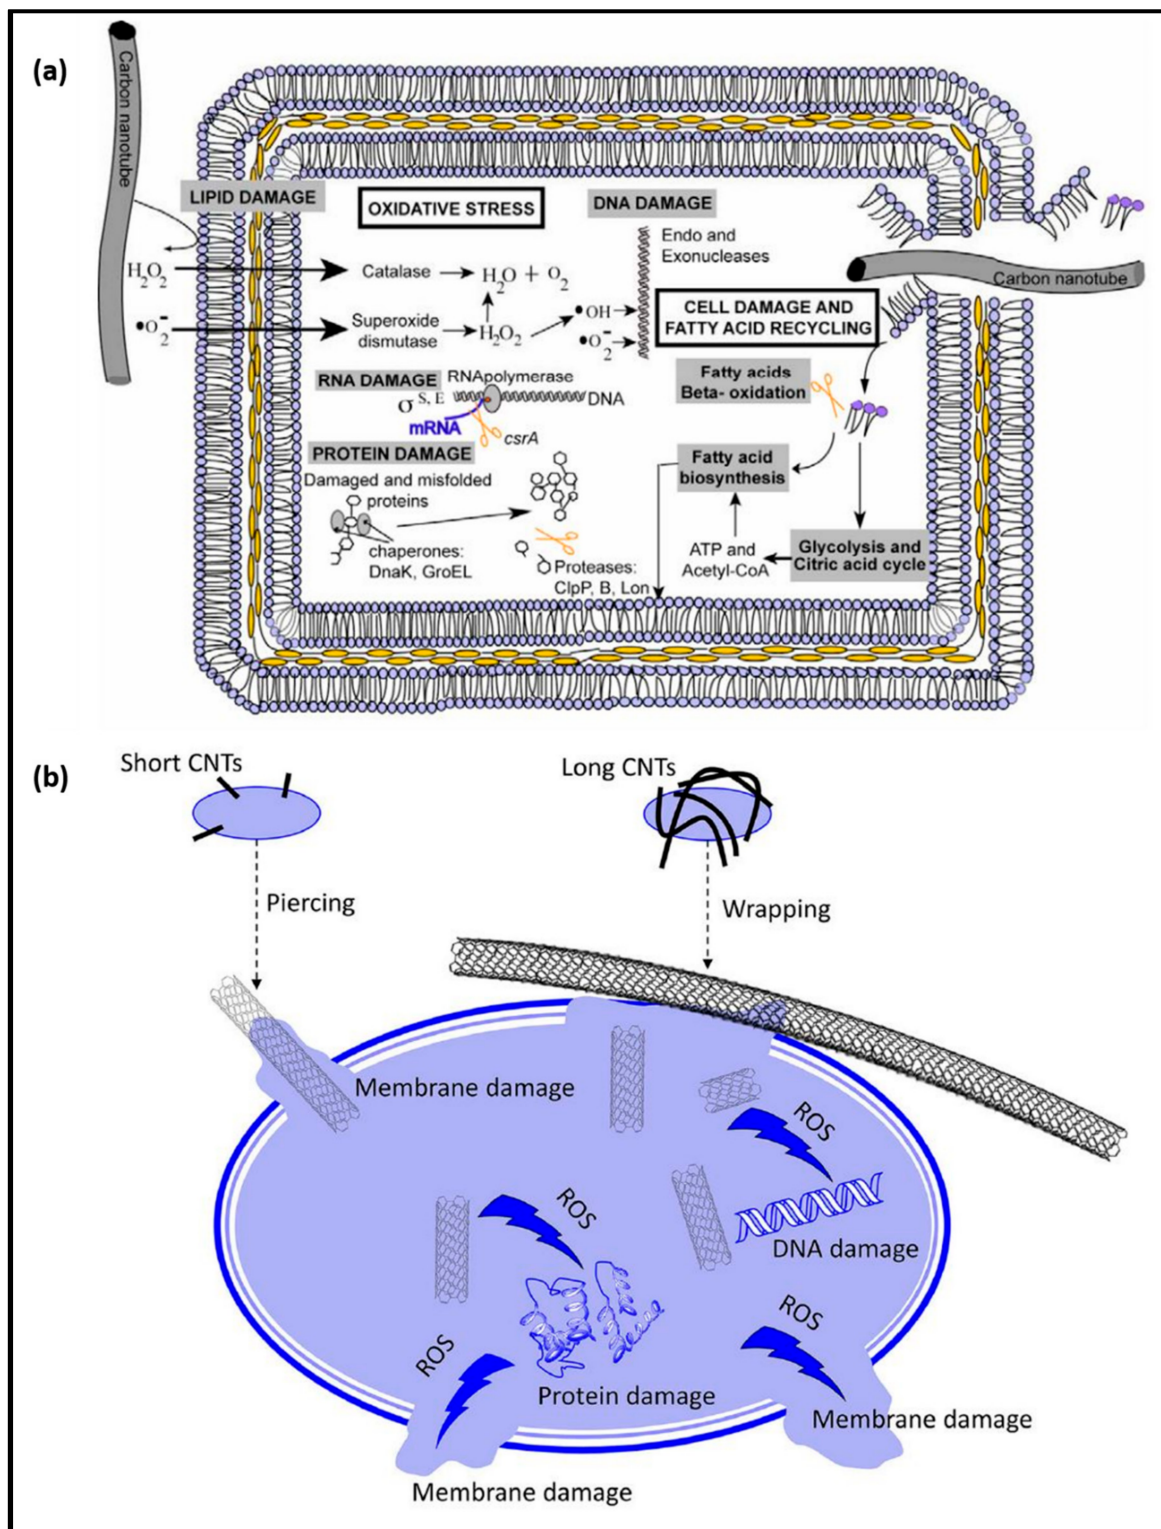 (a)
Carbon nanotube
LIPID DAMAGE
OXIDATIVE STRESS
DNA DAMAGE
Endo and
Exonucleases
Carbon nanotube
H₂O₂
Catalase
H₂O + O₂
•O₂⁻
Superoxide
dismutase
H₂O₂
•OH
•O₂⁻
CELL DAMAGE AND
FATTY ACID RECYCLING
RNA DAMAGE
RNApolymerase
σ S, E
DNA
mRNA
csrA
Fatty acids
Beta- oxidation
PROTEIN DAMAGE
Damaged and misfolded
proteins
chaperones:
DnaK, GroEL
Proteases:
ClpP, B, Lon
Fatty acid
biosynthesis
ATP and
Acetyl-CoA
Glycolysis and
Citric acid cycle
(b)
Short CNTs
Long CNTs
Piercing
Wrapping
Membrane damage
ROS
DNA damage
ROS
Protein damage
ROS
Membrane damage
ROS
Membrane damage